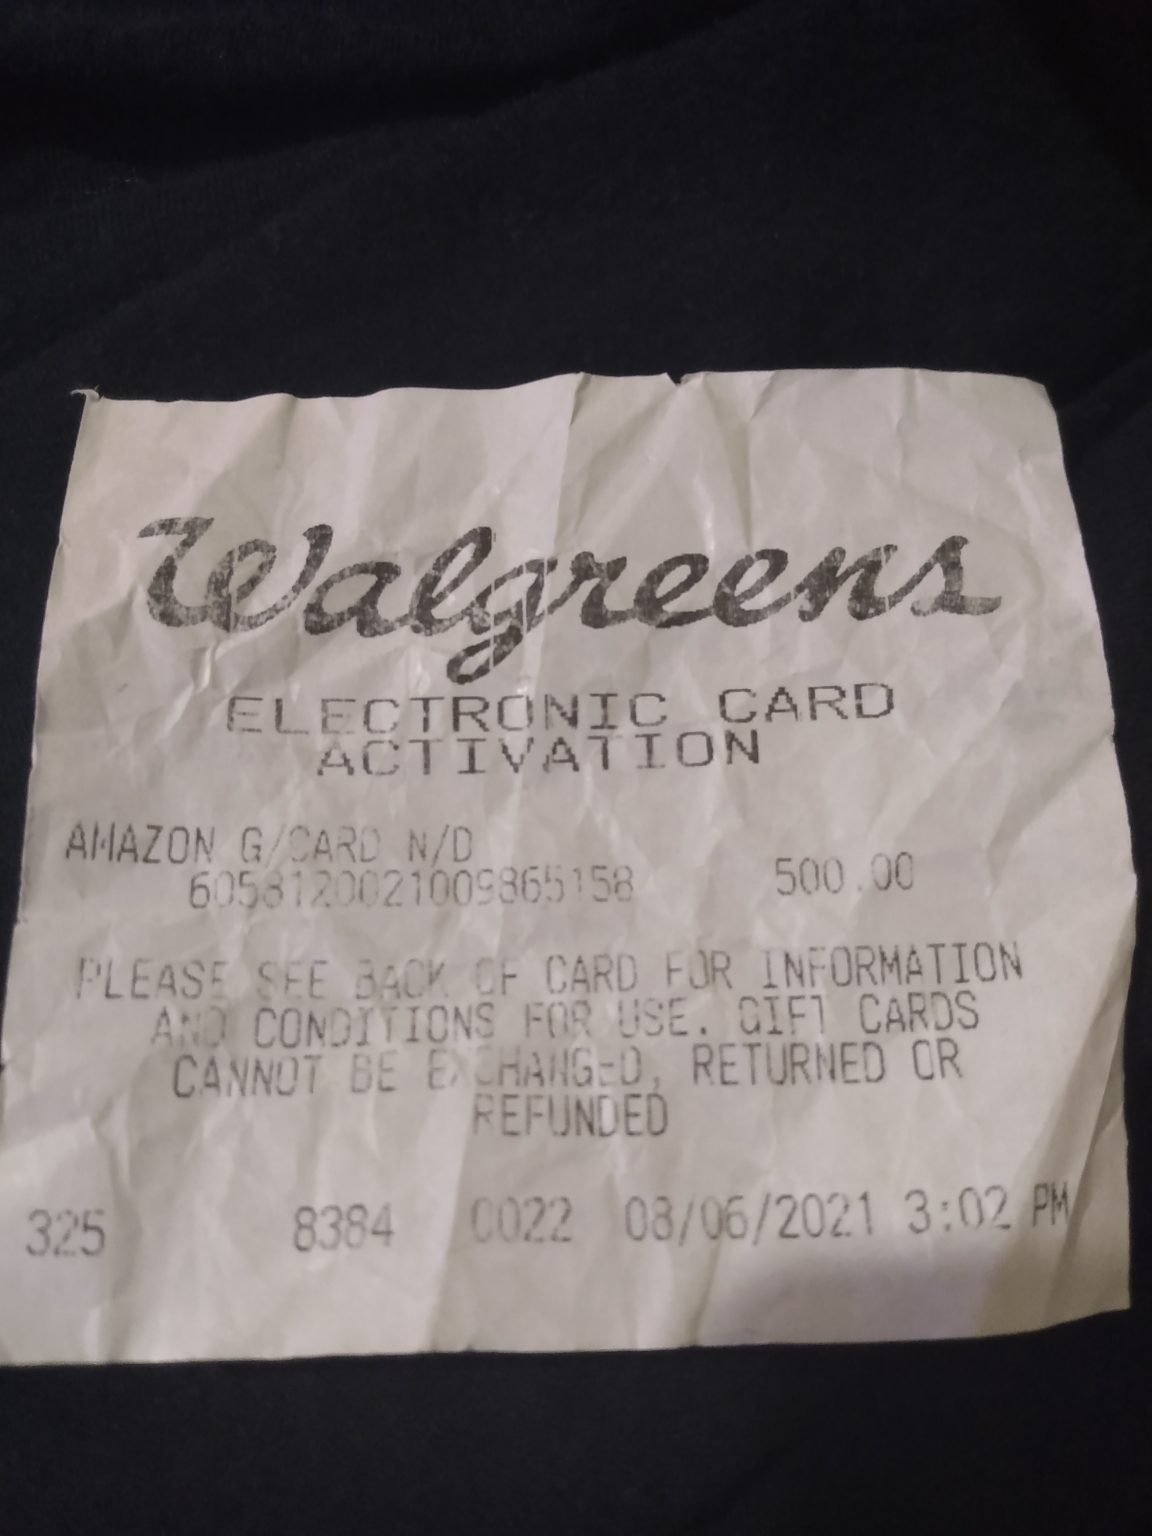 Walgreens
ELECTRONIC CARD
ACTIVATION
AMAZON G/CARD N/D
6058120021009865158 500.00
PLEASE SEE BACK OF CARD FOR INFORMATION
AND CONDITIONS FOR USE. GIFT CARDS
CANNOT BE EXCHANGED, RETURNED OR
REFUNDED
325 8384 0022 08/06/2021 3:02 PM